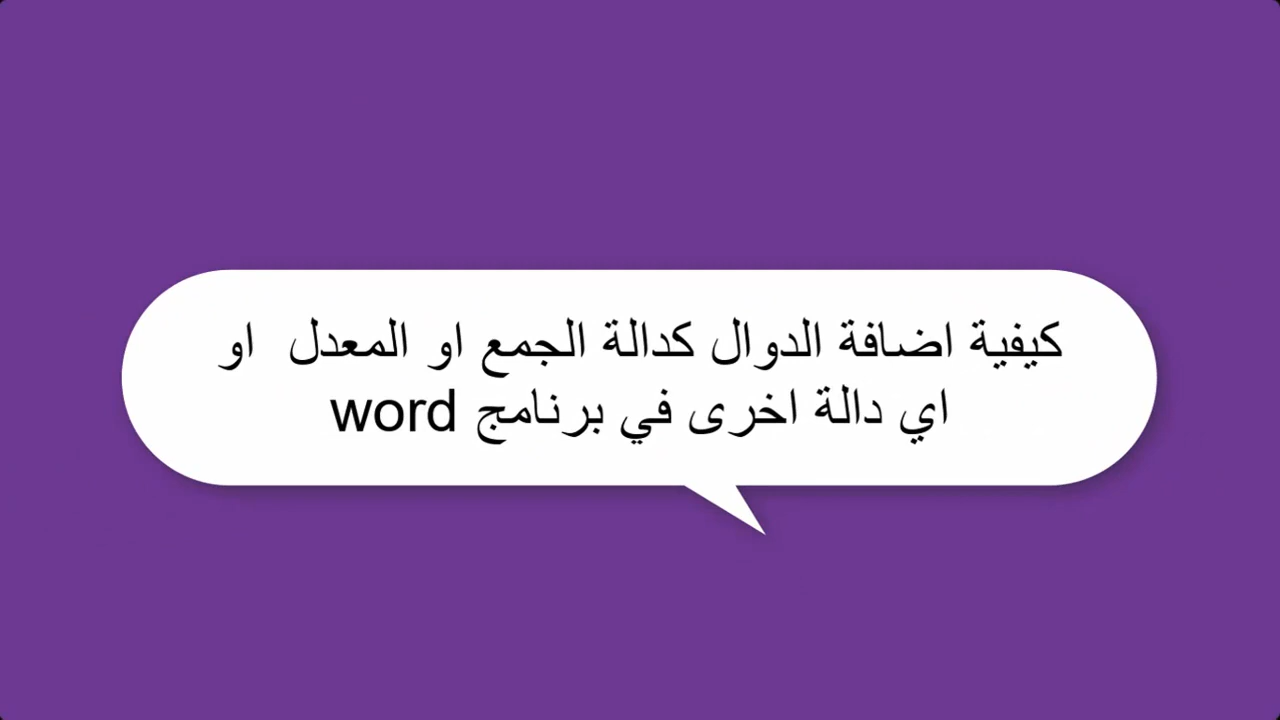 كيفية اضافة الدوال كدالة الجمع او المعدل او
اي دالة اخرى في برنامج word